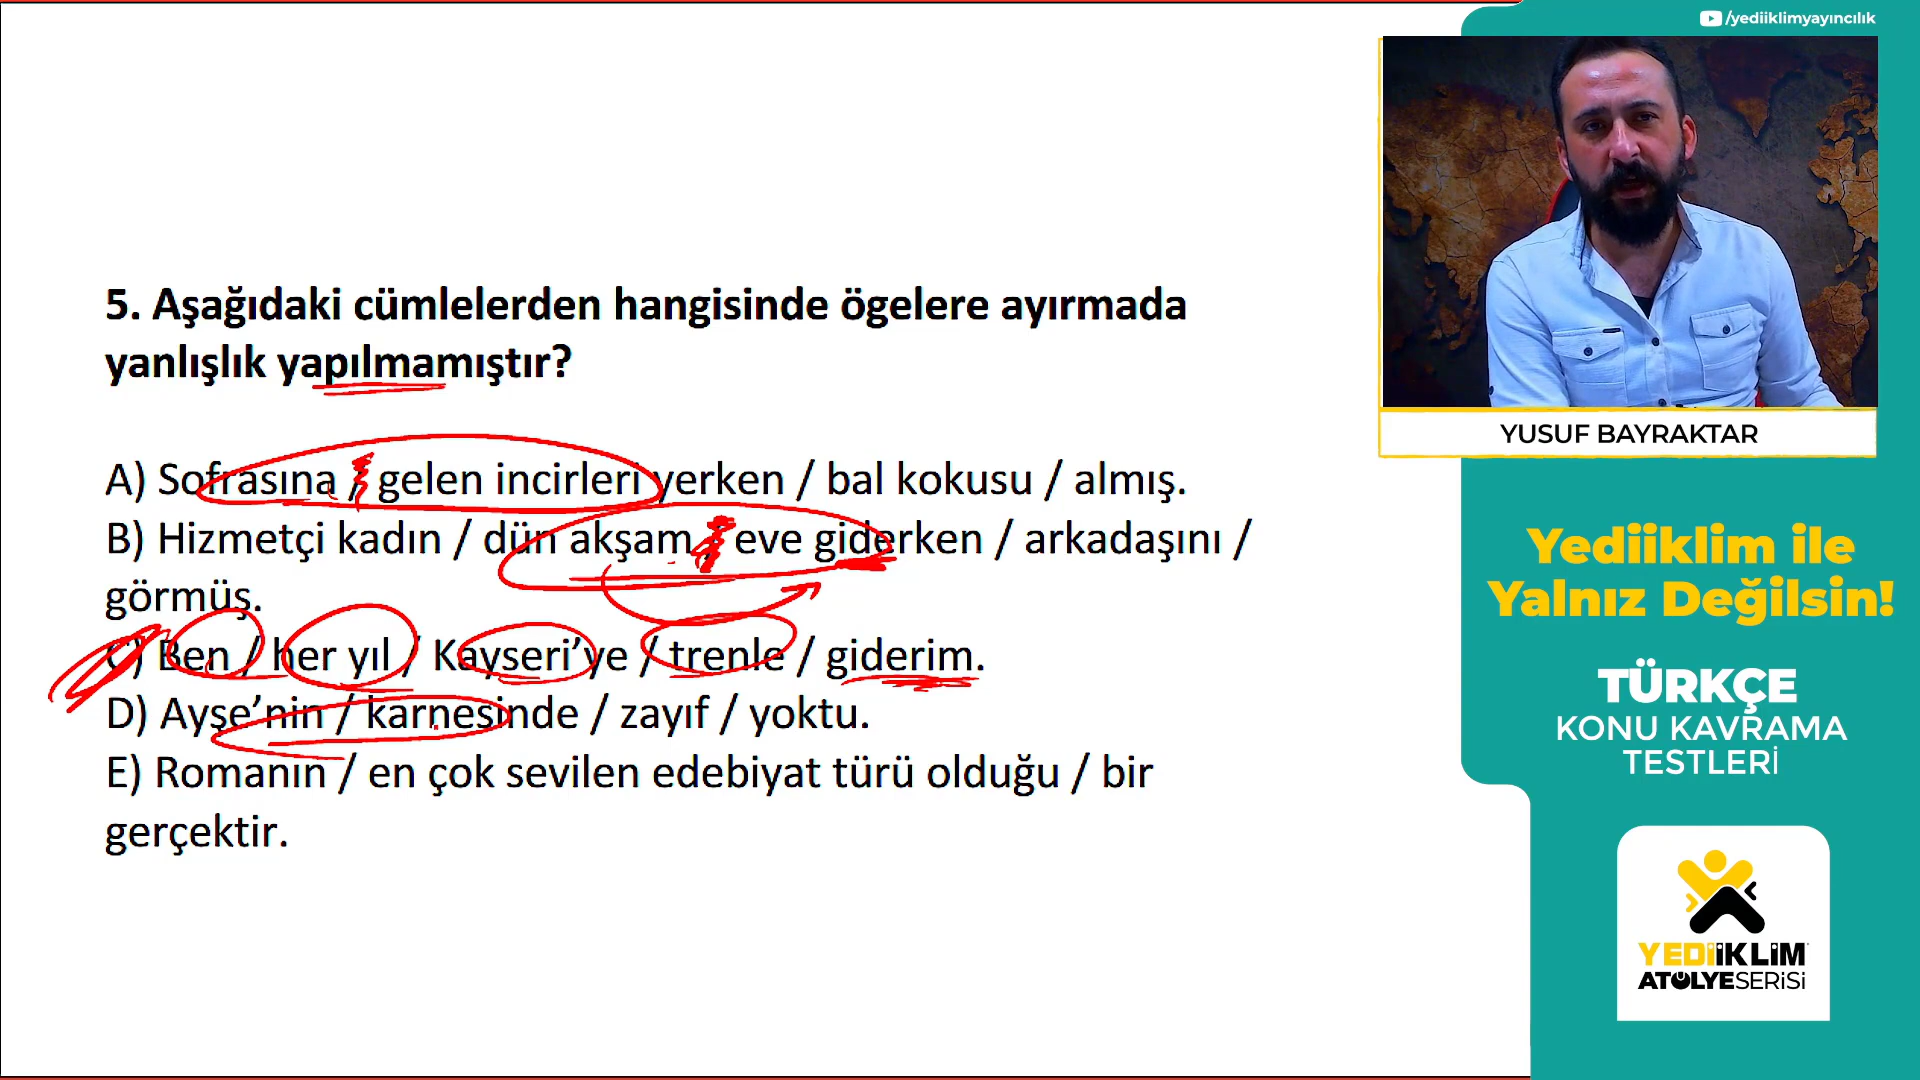 /yediiklimyayıncılık
5. Aşağıdaki cümlelerden hangisinde ögelere ayırmada
yanlışlık yapılmamıştır?
A) Sofrasına / gelen incirleri yerken / bal kokusu / almış.
B) Hizmetçi kadın / dün akşam / eve giderken / arkadaşını /
görmüş.
C) Ben / her yıl / Kayseri’ye / trenle / giderim.
D) Ayşe’nin / karnesinde / zayıf / yoktu.
E) Romanın / en çok sevilen edebiyat türü olduğu / bir
gerçektir.
YUSUF BAYRAKTAR
Yediiklim ile
Yalnız Değilsin!
TÜRKÇE
KONU KAVRAMA
TESTLERİ
YEDİİKLİM
ATÖLYESERİSİ